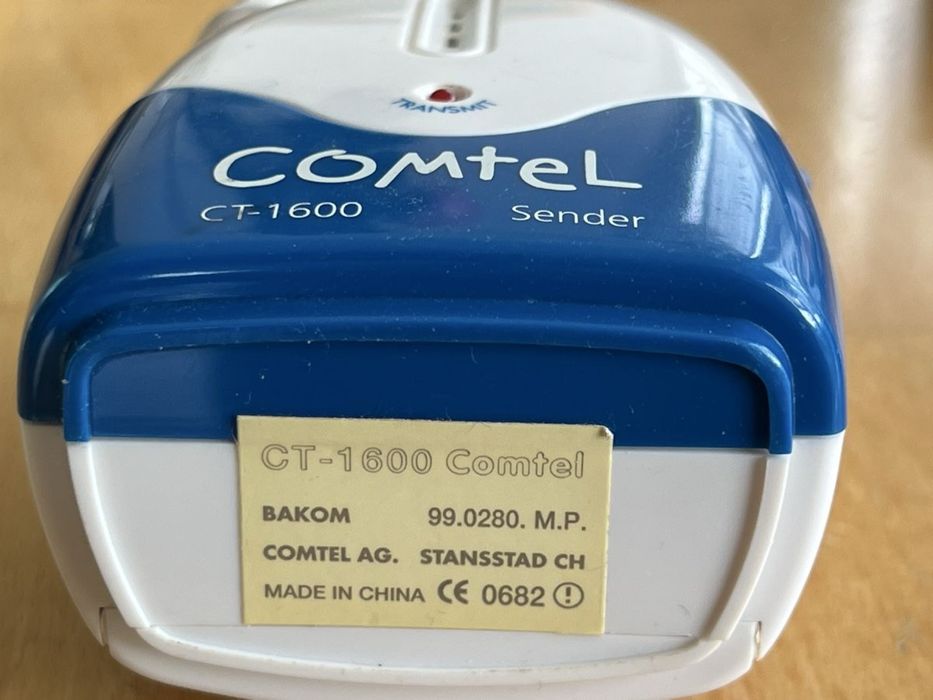 TRANSMIT
COMteL
CT-1600 Sender
CT-1600 Comtel
BAKOM 99.0280. M.P.
COMTEL AG. STANSSTAD CH
MADE IN CHINA CE 0682